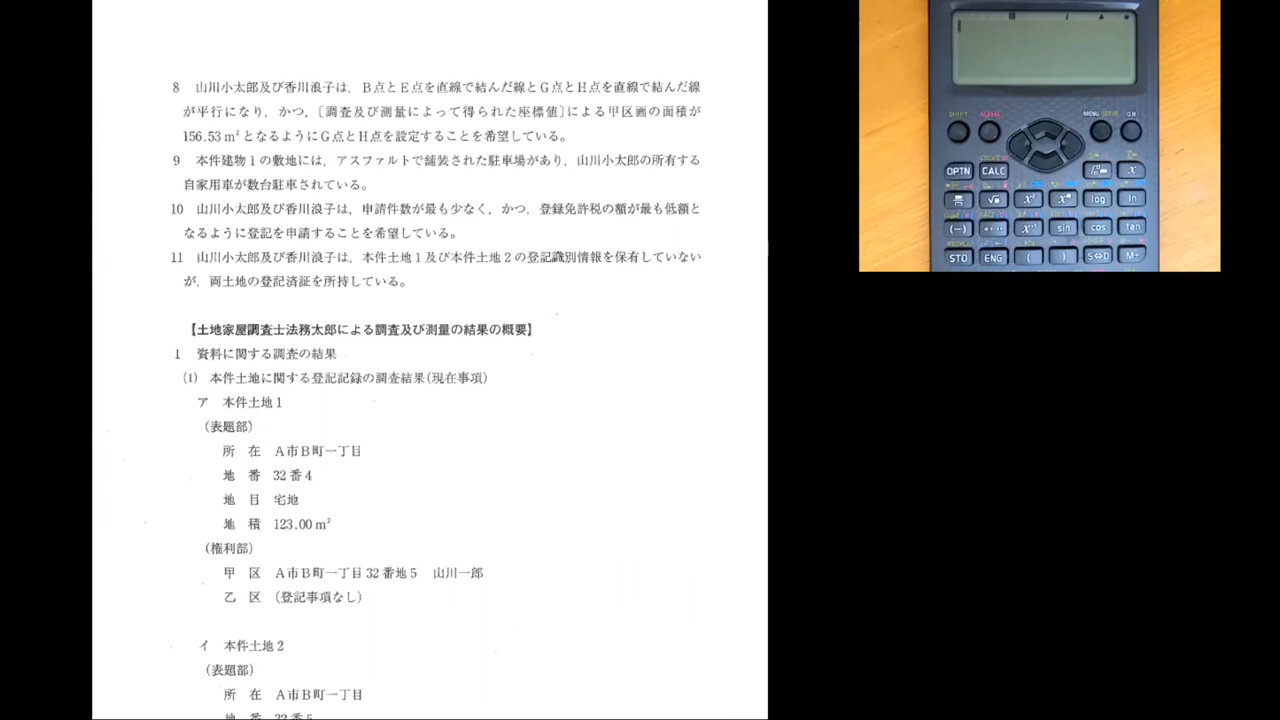 8　山川小太郎及び香川浪子は，B点とE点を直線で結んだ線とG点とH点を直線で結んだ線
が平行になり，かつ，〔調査及び測量によって得られた座標値〕による甲区画の面積が
156.53 m²となるようにG点とH点を設定することを希望している。
9　本件建物1の敷地には，アスファルトで舗装された駐車場があり，山川小太郎の所有する
自家用車が数台駐車されている。
10　山川小太郎及び香川浪子は，申請件数が最も少なく，かつ，登録免許税の額が最も低額と
なるように登記を申請することを希望している。
11　山川小太郎及び香川浪子は，本件土地1及び本件土地2の登記識別情報を保有していない
が，両土地の登記済証を所持している。
【土地家屋調査士法務太郎による調査及び測量の結果の概要】
1　資料に関する調査の結果
(1)　本件土地に関する登記記録の調査結果(現在事項)
ア　本件土地1
(表題部)
所　在　A市B町一丁目
地　番　32番4
地　目　宅地
地　積　123.00 m²
(権利部)
甲　区　A市B町一丁目32番地5　山川一郎
乙　区　(登記事項なし)
イ　本件土地2
(表題部)
所　在　A市B町一丁目
地　番　32番5
SHIFT ALPHA MENU SETUP ON
OPTN CALC x
√ x² log ln
(−) sin cos tan
STO ENG ( ) S⇔D M+